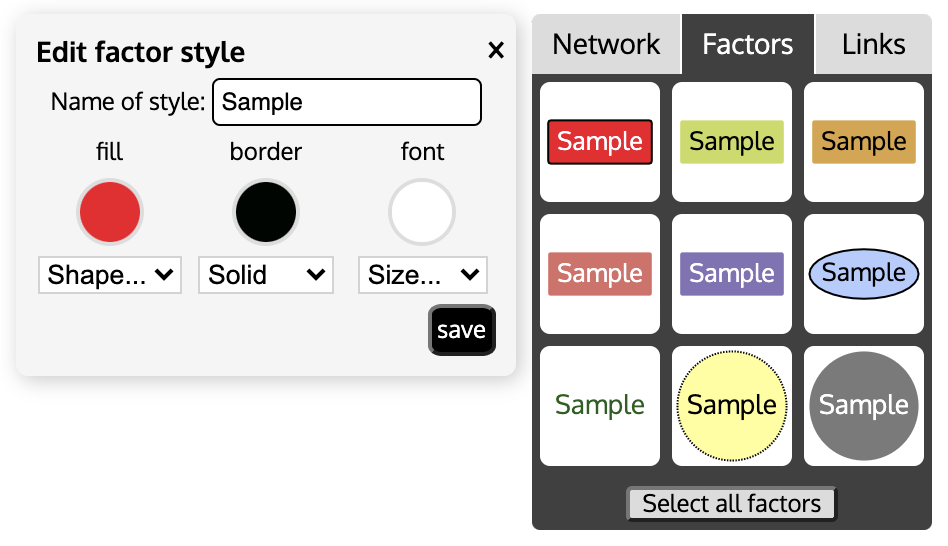 Edit factor style
×
Name of style: Sample
fill border font
Shape... Solid Size...
save
Network Factors Links
Sample Sample Sample
Sample Sample Sample
Sample Sample Sample
Select all factors